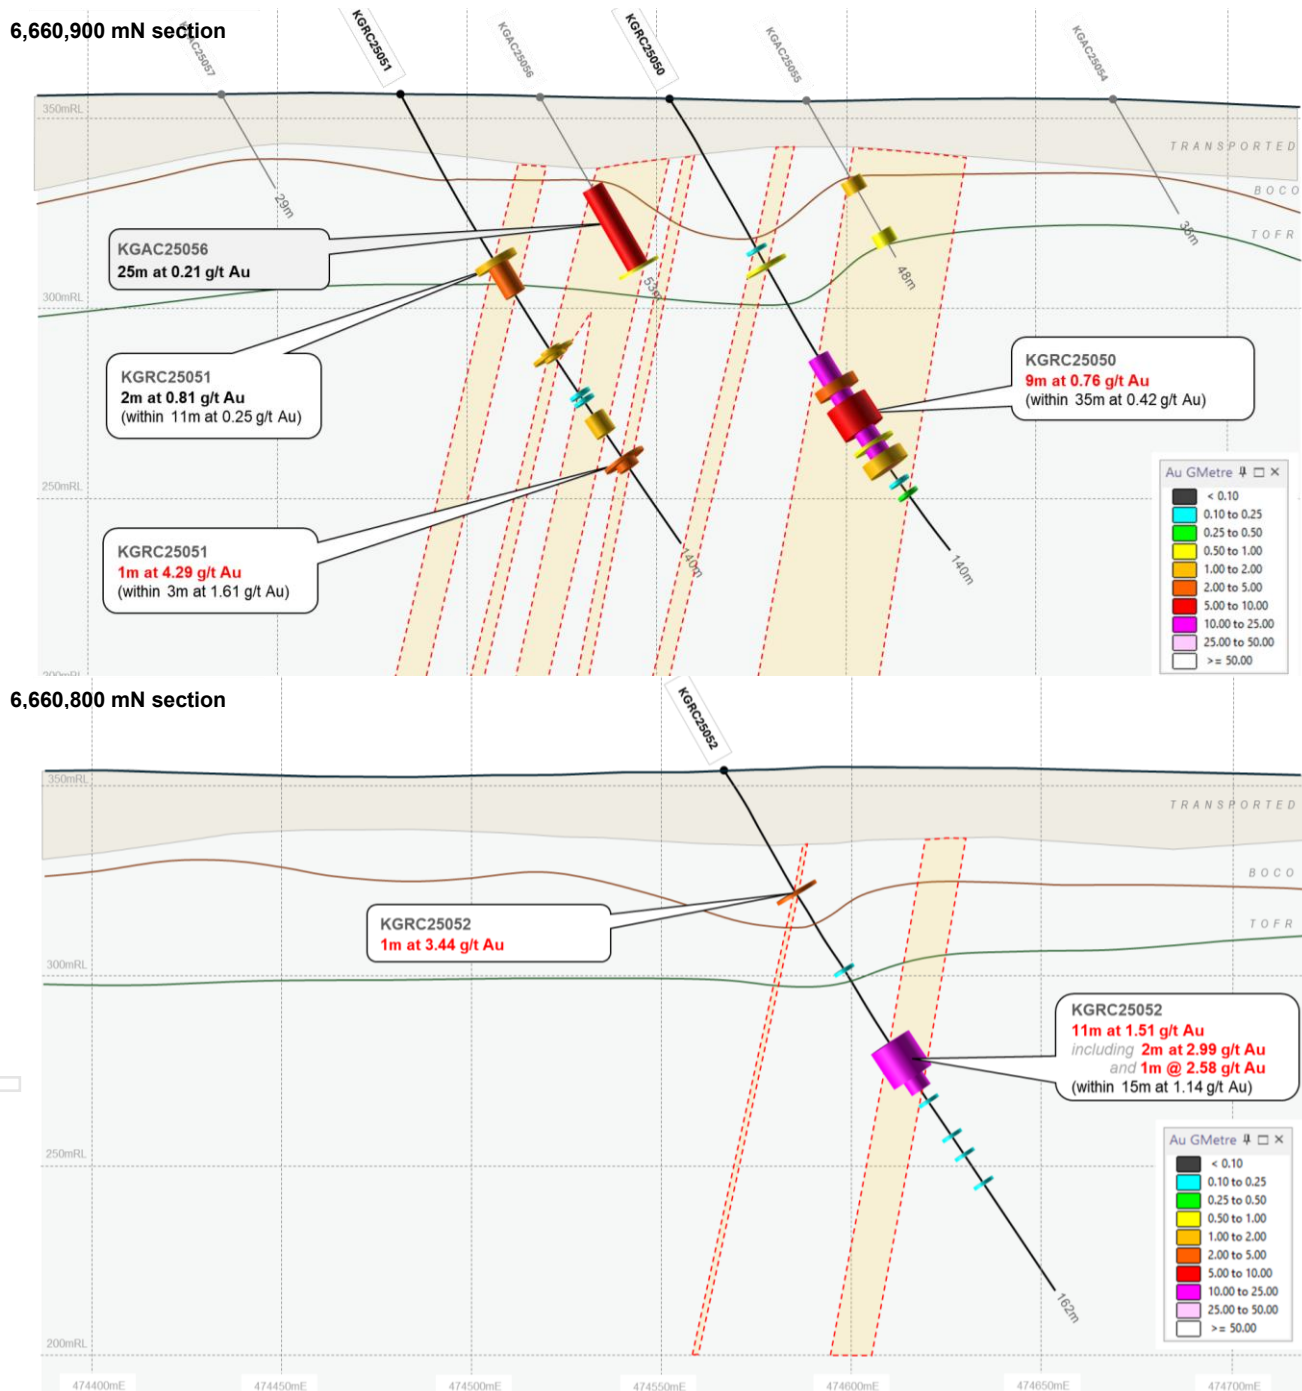 6,660,900 mN section
AC25057
KGRC25051
KGAC25056
KGRC25050
KGAC25055
KGAC25054
350mRL
TRANSPORTED
BOCO
TOFR
29m
KGAC25056
25m at 0.21 g/t Au
53m
48m
35m
300mRL
KGRC25051
2m at 0.81 g/t Au
(within 11m at 0.25 g/t Au)
KGRC25050
9m at 0.76 g/t Au
(within 35m at 0.42 g/t Au)
250mRL
KGRC25051
1m at 4.29 g/t Au
(within 3m at 1.61 g/t Au)
140m
140m
Au GMetre
< 0.10
0.10 to 0.25
0.25 to 0.50
0.50 to 1.00
1.00 to 2.00
2.00 to 5.00
5.00 to 10.00
10.00 to 25.00
25.00 to 50.00
>= 50.00
200mRL
6,660,800 mN section
KGRC25052
350mRL
TRANSPORTED
BOCO
TOFR
KGRC25052
1m at 3.44 g/t Au
300mRL
KGRC25052
11m at 1.51 g/t Au
including 2m at 2.99 g/t Au
and 1m @ 2.58 g/t Au
(within 15m at 1.14 g/t Au)
250mRL
162m
Au GMetre
< 0.10
0.10 to 0.25
0.25 to 0.50
0.50 to 1.00
1.00 to 2.00
2.00 to 5.00
5.00 to 10.00
10.00 to 25.00
25.00 to 50.00
>= 50.00
200mRL
474400mE
474450mE
474500mE
474550mE
474600mE
474650mE
474700mE